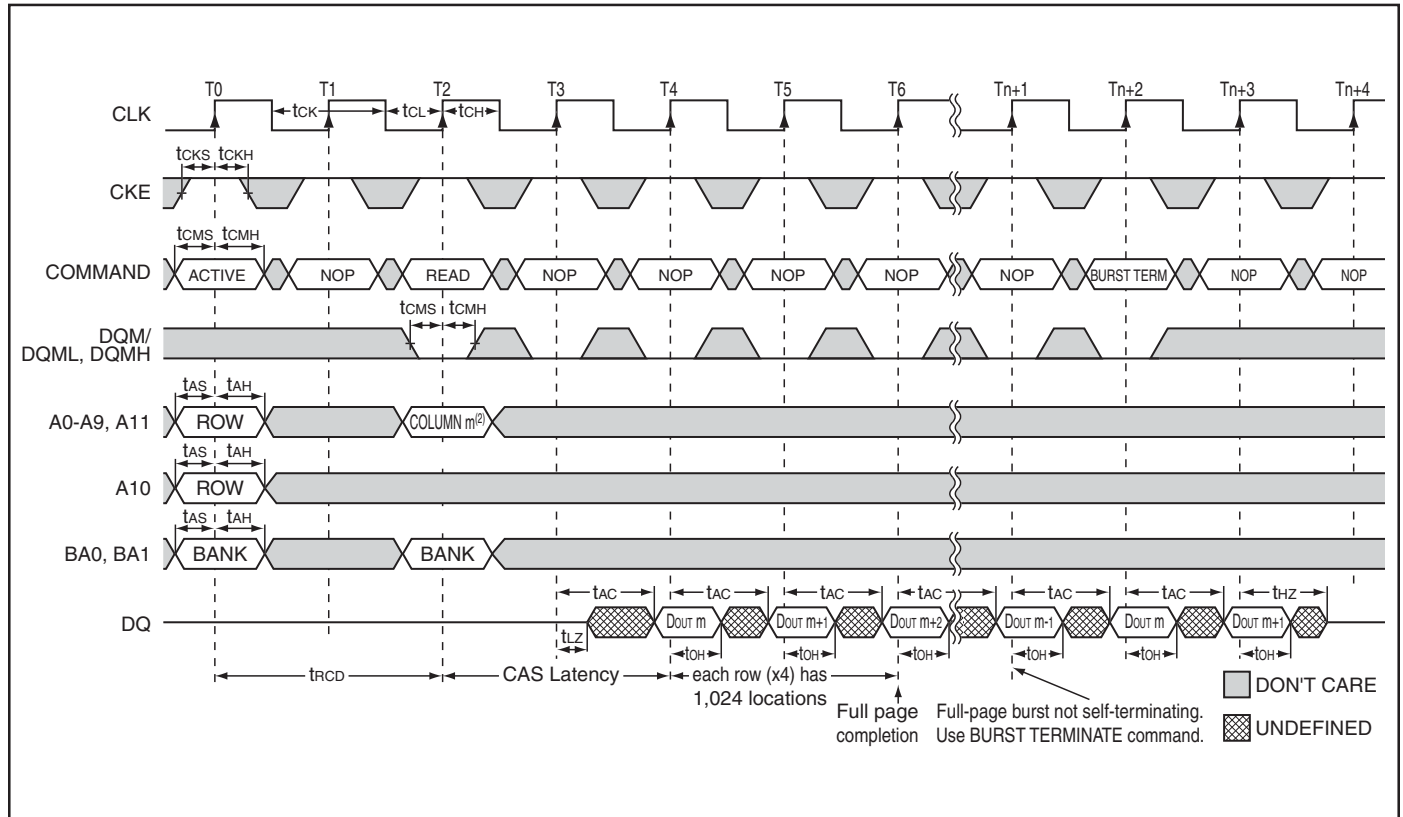 T0 T1 T2 T3 T4 T5 T6 Tn+1 Tn+2 Tn+3 Tn+4
CLK
tCK tCL tCH
tCKS tCKH
CKE
tCMS tCMH
COMMAND ACTIVE NOP READ NOP NOP NOP NOP NOP BURST TERM NOP NOP
tCMS tCMH
DQM/
DQML, DQMH
tAS tAH
A0-A9, A11 ROW COLUMN m(2)
tAS tAH
A10 ROW
tAS tAH
BA0, BA1 BANK BANK
tAC tAC tAC tAC tAC tAC tHZ
DQ DOUT m DOUT m+1 DOUT m+2 DOUT m-1 DOUT m DOUT m+1
tLZ tOH tOH tOH tOH tOH tOH
tRCD CAS Latency each row (x4) has
1,024 locations
DON'T CARE
Full page
completion
Full-page burst not self-terminating.
Use BURST TERMINATE command.
UNDEFINED